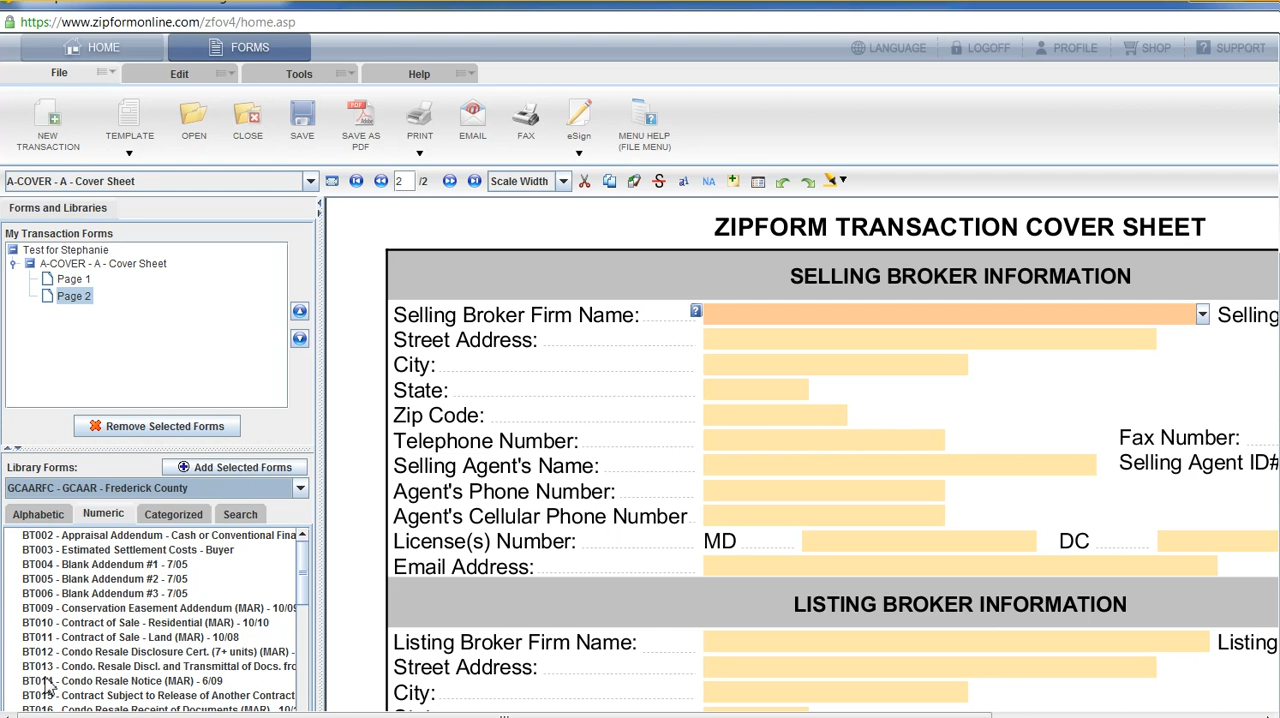 https://www.zipformonline.com/zfov4/home.asp
HOME FORMS LANGUAGE LOGOFF PROFILE SHOP SUPPORT
File Edit Tools Help
NEW TRANSACTION TEMPLATE OPEN CLOSE SAVE SAVE AS PDF PRINT EMAIL FAX eSign MENU HELP (FILE MENU)
A-COVER - A - Cover Sheet 2 /2 Scale Width NA
Forms and Libraries
My Transaction Forms
Test for Stephanie
A-COVER - A - Cover Sheet
Page 1
Page 2
Remove Selected Forms
Library Forms: Add Selected Forms
GCAARFC - GCAAR - Frederick County
Alphabetic Numeric Categorized Search
BT002 - Appraisal Addendum - Cash or Conventional Fina
BT003 - Estimated Settlement Costs - Buyer
BT004 - Blank Addendum #1 - 7/05
BT005 - Blank Addendum #2 - 7/05
BT006 - Blank Addendum #3 - 7/05
BT009 - Conservation Easement Addendum (MAR) - 10/09
BT010 - Contract of Sale - Residential (MAR) - 10/10
BT011 - Contract of Sale - Land (MAR) - 10/08
BT012 - Condo Resale Disclosure Cert. (7+ units) (MAR) -
BT013 - Condo. Resale Discl. and Transmittal of Docs. fro
- Condo Resale Notice (MAR) - 6/09
BT015 - Contract Subject to Release of Another Contract
BT016 - Condo Resale Receipt of Documents (MAR) -
ZIPFORM TRANSACTION COVER SHEET
SELLING BROKER INFORMATION
Selling Broker Firm Name: Selling
Street Address:
City:
State:
Zip Code:
Telephone Number: Fax Number:
Selling Agent's Name: Selling Agent ID#
Agent's Phone Number:
Agent's Cellular Phone Number
License(s) Number: MD DC
Email Address:
LISTING BROKER INFORMATION
Listing Broker Firm Name: Listing
Street Address:
City: